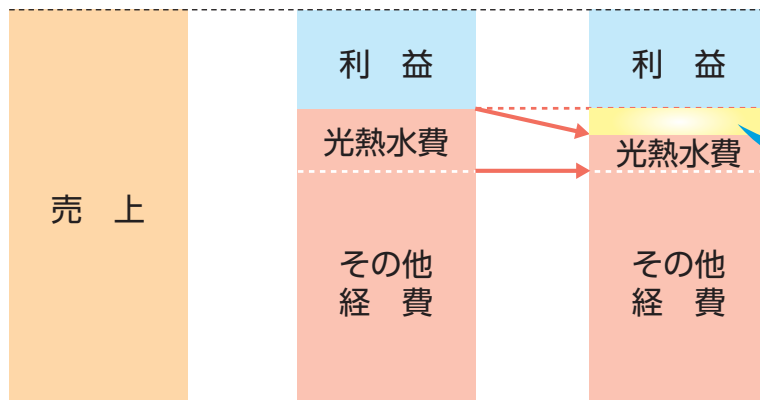 売　上
利　益
光熱水費
その他
経　費
利　益
光熱水費
その他
経　費